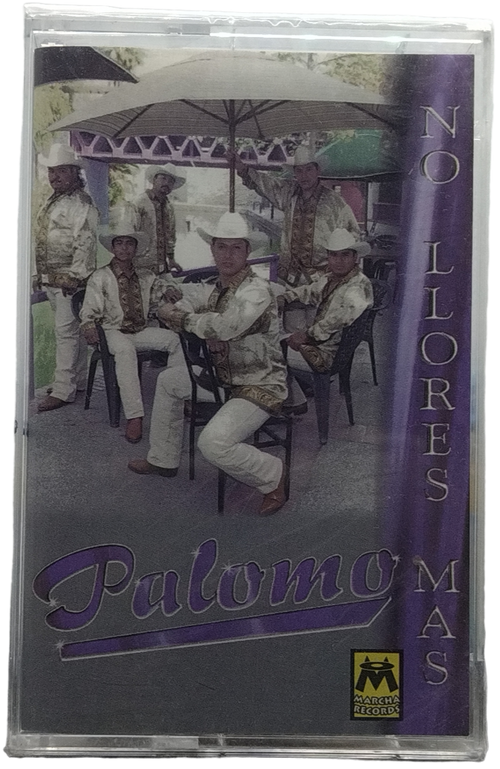 NO LLORES MAS
Palomo
MARCHA
RECORDS